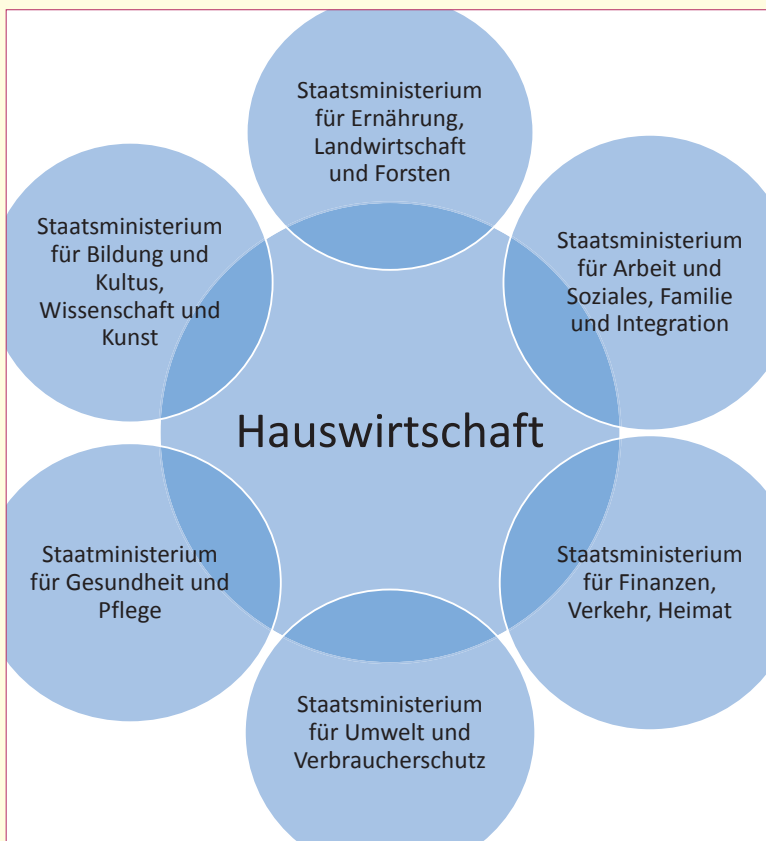 Staatsministerium
für Ernährung,
Landwirtschaft
und Forsten
Staatsministerium
für Bildung und
Kultus,
Wissenschaft und
Kunst
Staatsministerium
für Arbeit und
Soziales, Familie
und Integration
Hauswirtschaft
Staatministerium
für Gesundheit und
Pflege
Staatsministerium
für Finanzen,
Verkehr, Heimat
Staatsministerium
für Umwelt und
Verbraucherschutz